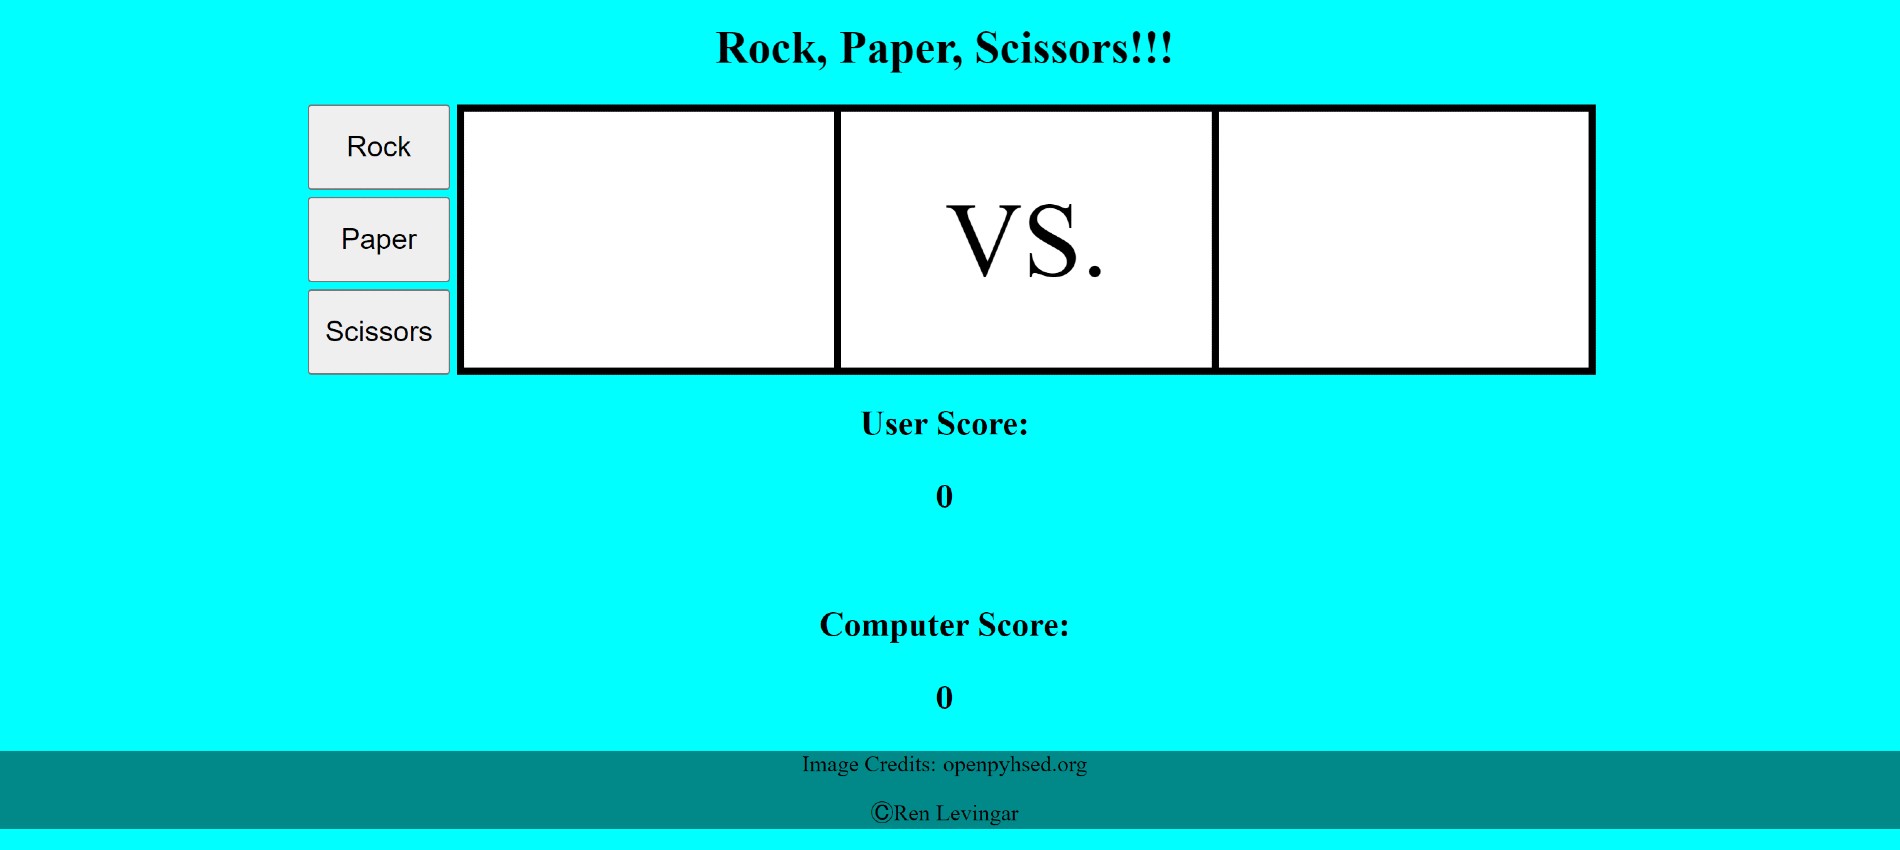 Rock, Paper, Scissors!!!
Rock
Paper
Scissors
VS.
User Score:
0
Computer Score:
0
Image Credits: openpyhsed.org
©Ren Levingar